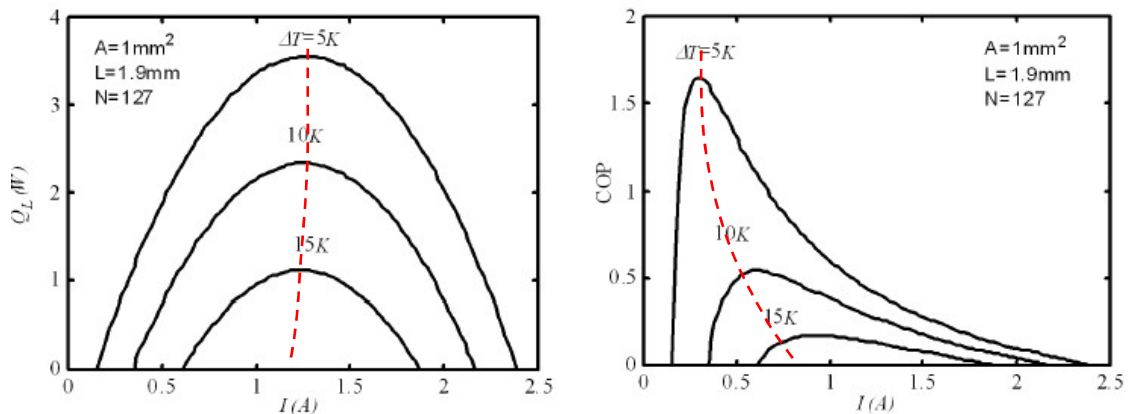 4
3
2
1
0
Q_L (W)
A=1mm²
L=1.9mm
N=127
ΔT=5K
10K
15K
0
0.5
1
1.5
2
2.5
I (A)
2
1.5
1
0.5
0
COP
ΔT=5K
A=1mm²
L=1.9mm
N=127
10K
15K
0
0.5
1
1.5
2
2.5
I (A)